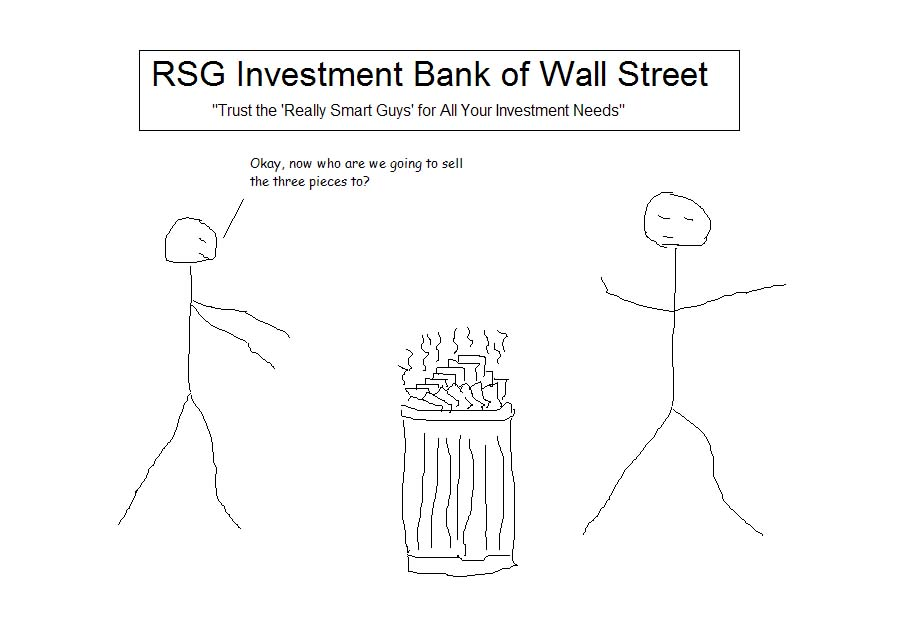 RSG Investment Bank of Wall Street
"Trust the 'Really Smart Guys' for All Your Investment Needs"
Okay, now who are we going to sell
the three pieces to?